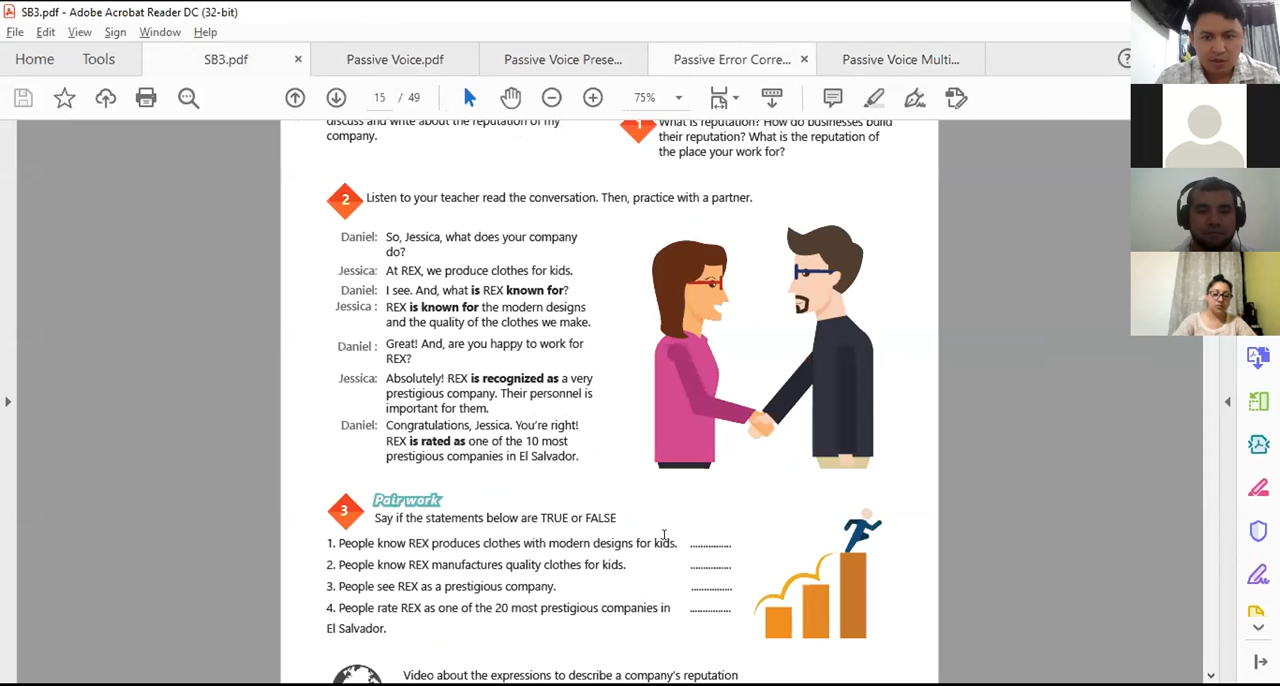 SB3.pdf - Adobe Acrobat Reader DC (32-bit)
File Edit View Sign Window Help
Home Tools SB3.pdf × Passive Voice.pdf Passive Voice Prese... Passive Error Corre... × Passive Voice Multi...
15 / 49 75%
discuss and write about the reputation of my
company.
1 What is reputation? How do businesses build
their reputation? What is the reputation of
the place your work for?
2 Listen to your teacher read the conversation. Then, practice with a partner.
Daniel: So, Jessica, what does your company
do?
Jessica: At REX, we produce clothes for kids.
Daniel: I see. And, what is REX known for?
Jessica : REX is known for the modern designs
and the quality of the clothes we make.
Daniel : Great! And, are you happy to work for
REX?
Jessica: Absolutely! REX is recognized as a very
prestigious company. Their personnel is
important for them.
Daniel: Congratulations, Jessica. You're right!
REX is rated as one of the 10 most
prestigious companies in El Salvador.
3 Pair work
Say if the statements below are TRUE or FALSE
1. People know REX produces clothes with modern designs for kids. ................
2. People know REX manufactures quality clothes for kids. ................
3. People see REX as a prestigious company. ................
4. People rate REX as one of the 20 most prestigious companies in ................
El Salvador.
Video about the expressions to describe a company's reputation